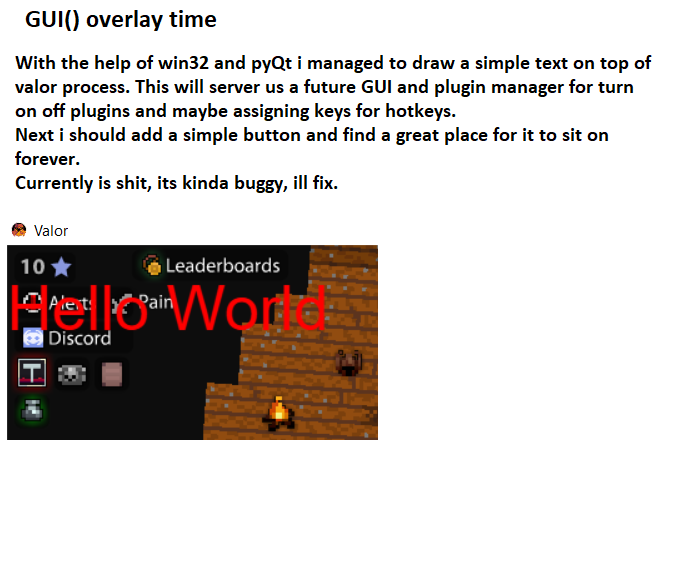 GUI() overlay time
With the help of win32 and pyQt i managed to draw a simple text on top of
valor process. This will server us a future GUI and plugin manager for turn
on off plugins and maybe assigning keys for hotkeys.
Next i should add a simple button and find a great place for it to sit on
forever.
Currently is shit, its kinda buggy, ill fix.
Valor
10 Leaderboards
Alerts Pain
Hello World
Discord